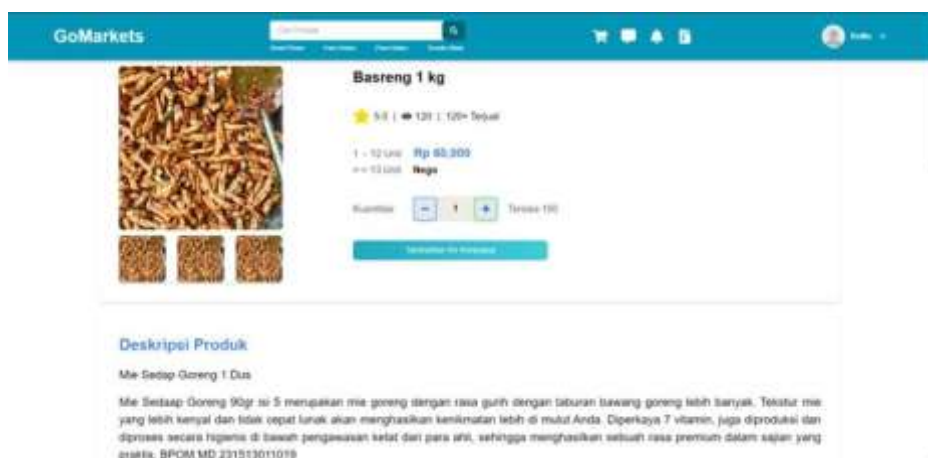 GoMarkets
Basreng 1 kg
5.0 | 120 | 120+ Terjual
1 - 12 Unit Rp 60,000
>= 13 Unit Nego
Kuantitas - 1 + Tersisa 100
Deskripsi Produk
Mie Sedap Goreng 1 Dus
Mie Sedaap Goreng 90gr isi 5 merupakan mie goreng dengan rasa gurih dengan taburan bawang goreng lebih banyak. Tekstur mie
yang lebih kenyal dan tidak cepat lunak akan menghasilkan kenikmatan lebih di mulut Anda. Diperkaya 7 vitamin, juga diproduksi dan
diproses secara higienis di bawah pengawasan ketat dari para ahli, sehingga menghasilkan sebuah rasa premium dalam sajian yang
praktis. BPOM MD 231513011019